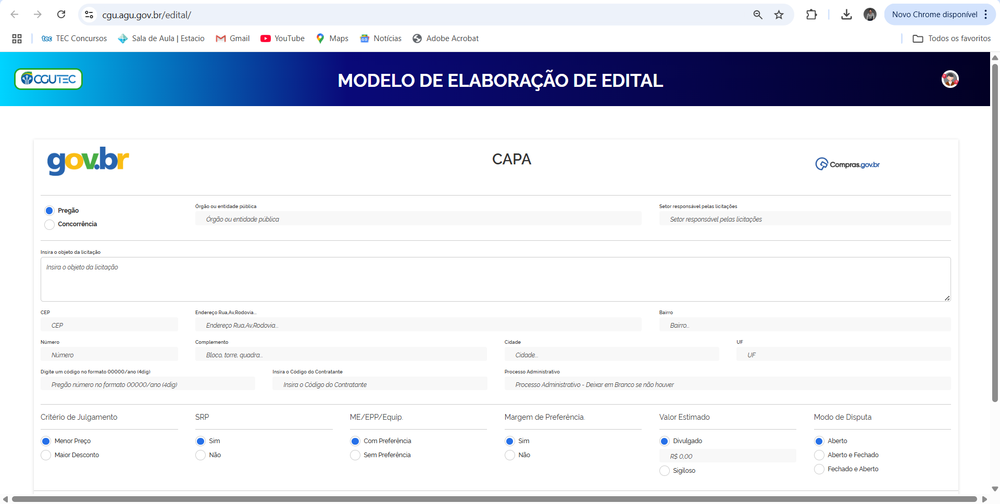 cgu.agu.gov.br/edital/
Novo Chrome disponível
tec TEC Concursos
Sala de Aula | Estacio
Gmail
YouTube
Maps
Notícias
Adobe Acrobat
Todos os favoritos
CGUTEC
MODELO DE ELABORAÇÃO DE EDITAL
gov.br
CAPA
Compras.gov.br
Pregão
Concorrência
Órgão ou entidade pública
Órgão ou entidade pública
Setor responsável pelas licitações
Setor responsável pelas licitações
Insira o objeto da licitação
Insira o objeto da licitação
CEP
CEP
Endereço Rua,Av,Rodovia...
Endereço Rua,Av,Rodovia...
Bairro
Bairro...
Número
Número
Complemento
Bloco, torre, quadra...
Cidade
Cidade...
UF
UF
Digite um código no formato 00000/ano (4dig)
Pregão número no formato 00000/ano (4dig)
Insira o Código do Contratante
Insira o Código do Contratante
Processo Administrativo
Processo Administrativo - Deixar em Branco se não houver
Critério de Julgamento
Menor Preço
Maior Desconto
SRP
Sim
Não
ME/EPP/Equip.
Com Preferência
Sem Preferência
Margem de Preferência.
Sim
Não
Valor Estimado
Divulgado
R$ 0,00
Sigiloso
Modo de Disputa
Aberto
Aberto e Fechado
Fechado e Aberto